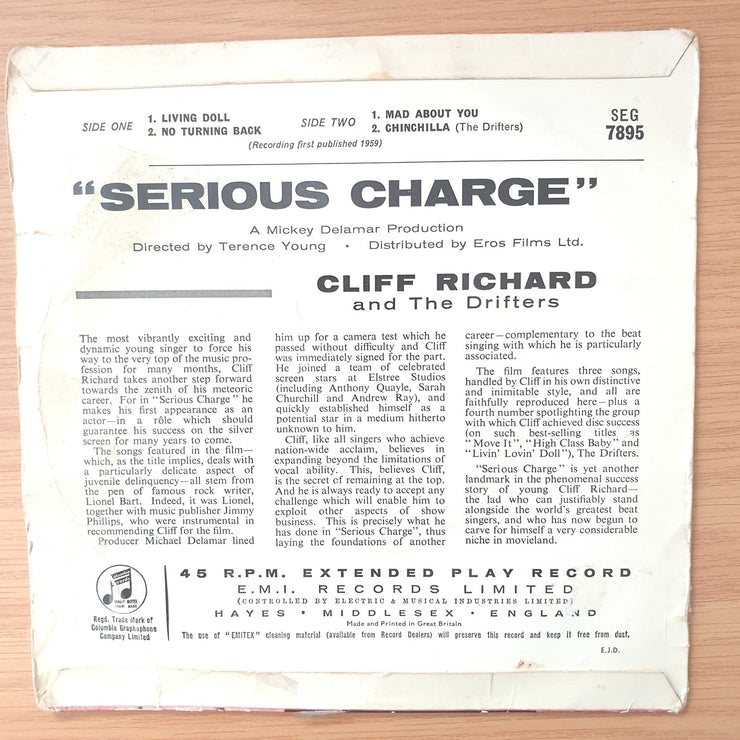 SIDE ONE
1. LIVING DOLL
2. NO TURNING BACK
SIDE TWO
1. MAD ABOUT YOU
2. CHINCHILLA (The Drifters)
(Recording first published 1959)
SEG
7895
“SERIOUS CHARGE”
A Mickey Delamar Production
Directed by Terence Young • Distributed by Eros Films Ltd.
CLIFF RICHARD
and The Drifters
The most vibrantly exciting and
dynamic young singer to force his
way to the very top of the music pro-
fession for many months, Cliff
Richard takes another step forward
towards the zenith of his meteoric
career. For in “Serious Charge” he
makes his first appearance as an
actor—in a rôle which should
guarantee his success on the silver
screen for many years to come.
The songs featured in the film—
which, as the title implies, deals with
a particularly delicate aspect of
juvenile delinquency—all stem from
the pen of famous rock writer,
Lionel Bart. Indeed, it was Lionel,
together with music publisher Jimmy
Phillips, who were instrumental in
recommending Cliff for the film.
Producer Michael Delamar lined
him up for a camera test which he
passed without difficulty and Cliff
was immediately signed for the part.
He joined a team of celebrated
screen stars at Elstree Studios
(including Anthony Quayle, Sarah
Churchill and Andrew Ray), and
quickly established himself as a
potential star in a medium hitherto
unknown to him.
Cliff, like all singers who achieve
nation-wide acclaim, believes in
expanding beyond the limitations of
vocal ability. This, believes Cliff,
is the secret of remaining at the top.
And he is always ready to accept any
challenge which will enable him to
exploit other aspects of show
business. This is precisely what he
has done in “Serious Charge”, thus
laying the foundations of another
career—complementary to the beat
singing with which he is particularly
associated.
The film features three songs,
handled by Cliff in his own distinctive
and inimitable style, and all are
faithfully reproduced here—plus a
fourth number spotlighting the group
with which Cliff achieved disc success
(on such best-selling titles as
“Move It”, “High Class Baby” and
“Livin’ Lovin’ Doll”), The Drifters.
“Serious Charge” is yet another
landmark in the phenomenal success
story of young Cliff Richard—
the lad who can justifiably stand
alongside the world’s greatest beat
singers, and who has now begun to
carve for himself a very considerable
niche in movieland.
Regd. Trade Mark of
Columbia Graphophone
Company Limited
45 R.P.M. EXTENDED PLAY RECORD
E.M.I. RECORDS LIMITED
(CONTROLLED BY ELECTRIC & MUSICAL INDUSTRIES LIMITED)
HAYES • MIDDLESEX • ENGLAND
Made and Printed in Great Britain
The use of "EMITEX" cleaning material (available from Record Dealers) will preserve this record and keep it free from dust.
E.J.D.